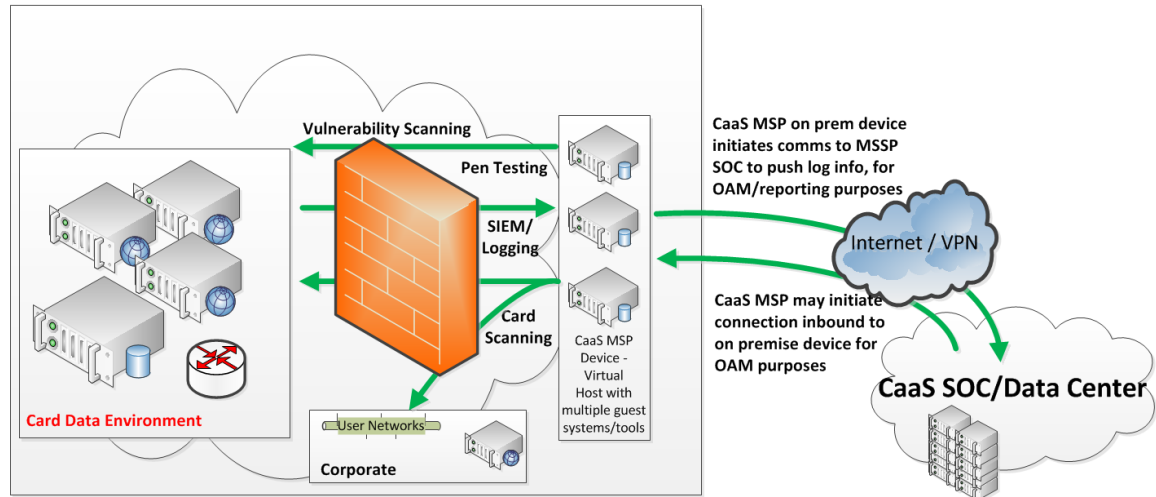 Vulnerability Scanning
Pen Testing
SIEM/
Logging
Card
Scanning
Card Data Environment
User Networks
Corporate
CaaS MSP
Device -
Virtual
Host with
multiple guest
systems/tools
CaaS MSP on prem device
initiates comms to MSSP
SOC to push log info, for
OAM/reporting purposes
Internet / VPN
CaaS MSP may initiate
connection inbound to
on premise device for
OAM purposes
CaaS SOC/Data Center